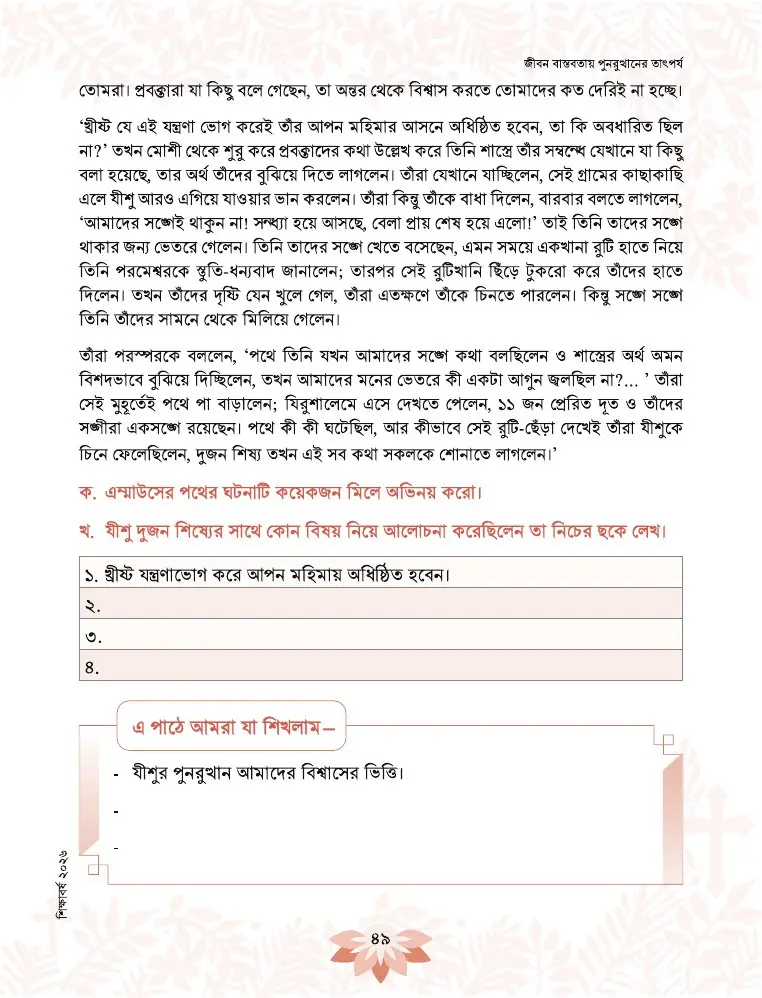 জীবন বাস্তবতায় পুনরুত্থানের তাৎপর্য
তোমরা। প্রবক্তারা যা কিছু বলে গেছেন, তা অন্তর থেকে বিশ্বাস করতে তোমাদের কত দেরিই না হচ্ছে।
‘খ্রীষ্ট যে এই যন্ত্রণা ভোগ করেই তাঁর আপন মহিমার আসনে অধিষ্ঠিত হবেন, তা কি অবধারিত ছিল
না?’ তখন মোশী থেকে শুরু করে প্রবক্তাদের কথা উল্লেখ করে তিনি শাস্ত্রে তাঁর সম্বন্ধে যেখানে যা কিছু
বলা হয়েছে, তার অর্থ তাঁদের বুঝিয়ে দিতে লাগলেন। তাঁরা যেখানে যাচ্ছিলেন, সেই গ্রামের কাছাকাছি
এলে যীশু আরও এগিয়ে যাওয়ার ভান করলেন। তাঁরা কিন্তু তাঁকে বাধা দিলেন, বারবার বলতে লাগলেন,
‘আমাদের সঙ্গেই থাকুন না! সন্ধ্যা হয়ে আসছে, বেলা প্রায় শেষ হয়ে এলো!’ তাই তিনি তাদের সঙ্গে
থাকার জন্য ভেতরে গেলেন। তিনি তাদের সঙ্গে খেতে বসেছেন, এমন সময়ে একখানা রুটি হাতে নিয়ে
তিনি পরমেশ্বরকে স্তুতি-ধন্যবাদ জানালেন; তারপর সেই রুটিখানি ছিঁড়ে টুকরো করে তাঁদের হাতে
দিলেন। তখন তাঁদের দৃষ্টি যেন খুলে গেল, তাঁরা এতক্ষণে তাঁকে চিনতে পারলেন। কিন্তু সঙ্গে সঙ্গে
তিনি তাঁদের সামনে থেকে মিলিয়ে গেলেন।
তাঁরা পরস্পরকে বললেন, ‘পথে তিনি যখন আমাদের সঙ্গে কথা বলছিলেন ও শাস্ত্রের অর্থ অমন
বিশদভাবে বুঝিয়ে দিচ্ছিলেন, তখন আমাদের মনের ভেতরে কী একটা আগুন জ্বলছিল না?... ’ তাঁরা
সেই মুহূর্তেই পথে পা বাড়ালেন; যিরুশালেমে এসে দেখতে পেলেন, ১১ জন প্রেরিত দূত ও তাঁদের
সঙ্গীরা একসঙ্গে রয়েছেন। পথে কী কী ঘটেছিল, আর কীভাবে সেই রুটি-ছেঁড়া দেখেই তাঁরা যীশুকে
চিনে ফেলেছিলেন, দুজন শিষ্য তখন এই সব কথা সকলকে শোনাতে লাগলেন।’
ক. এম্মাউসের পথের ঘটনাটি কয়েকজন মিলে অভিনয় করো।
খ. যীশু দুজন শিষ্যের সাথে কোন বিষয় নিয়ে আলোচনা করেছিলেন তা নিচের ছকে লেখ।
১. খ্রীষ্ট যন্ত্রণাভোগ করে আপন মহিমায় অধিষ্ঠিত হবেন।
২.
৩.
৪.
এ পাঠে আমরা যা শিখলাম–
- যীশুর পুনরুত্থান আমাদের বিশ্বাসের ভিত্তি।
-
-
শিক্ষাবর্ষ ২০২৬
৪৯